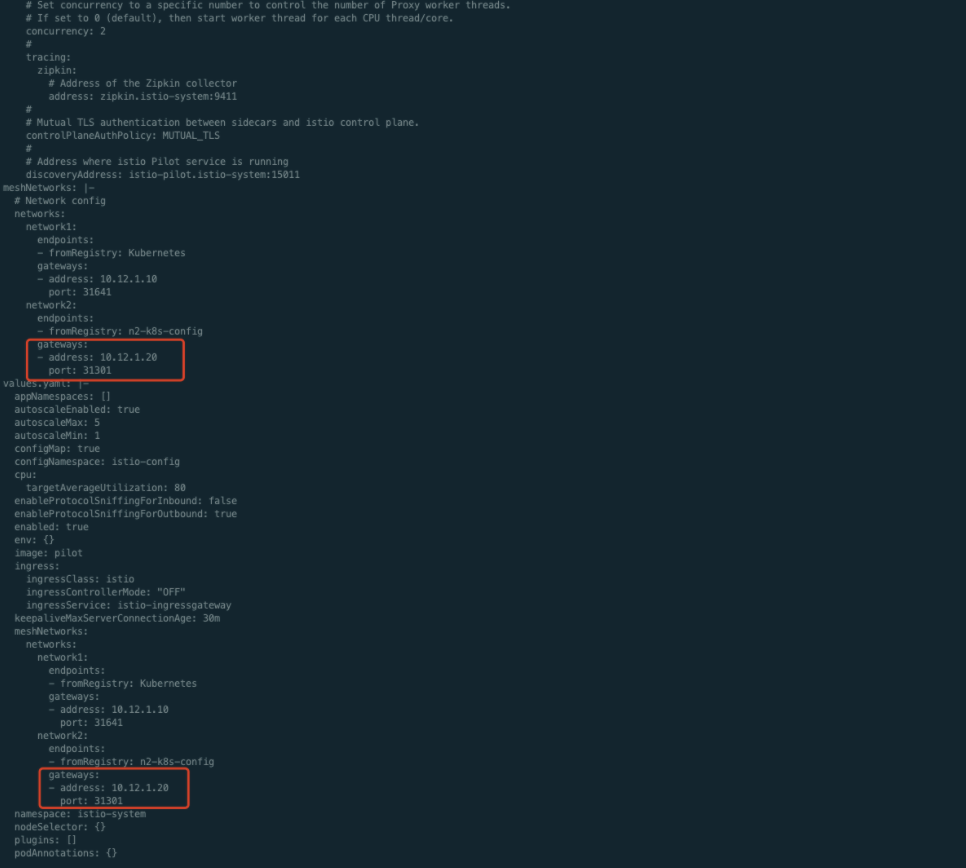 # Set concurrency to a specific number to control the number of Proxy worker threads.
# If set to 0 (default), then start worker thread for each CPU thread/core.
concurrency: 2
#
tracing:
zipkin:
# Address of the Zipkin collector
address: zipkin.istio-system:9411
#
# Mutual TLS authentication between sidecars and istio control plane.
controlPlaneAuthPolicy: MUTUAL_TLS
#
# Address where istio Pilot service is running
discoveryAddress: istio-pilot.istio-system:15011
meshNetworks: |-
# Network config
networks:
network1:
endpoints:
- fromRegistry: Kubernetes
gateways:
- address: 10.12.1.10
port: 31641
network2:
endpoints:
- fromRegistry: n2-k8s-config
gateways:
- address: 10.12.1.20
port: 31301
values.yaml: |-
appNamespaces: []
autoscaleEnabled: true
autoscaleMax: 5
autoscaleMin: 1
configMap: true
configNamespace: istio-config
cpu:
targetAverageUtilization: 80
enableProtocolSniffingForInbound: false
enableProtocolSniffingForOutbound: true
enabled: true
env: {}
image: pilot
ingress:
ingressClass: istio
ingressControllerMode: "OFF"
ingressService: istio-ingressgateway
keepaliveMaxServerConnectionAge: 30m
meshNetworks:
networks:
network1:
endpoints:
- fromRegistry: Kubernetes
gateways:
- address: 10.12.1.10
port: 31641
network2:
endpoints:
- fromRegistry: n2-k8s-config
gateways:
- address: 10.12.1.20
port: 31301
namespace: istio-system
nodeSelector: {}
plugins: []
podAnnotations: {}